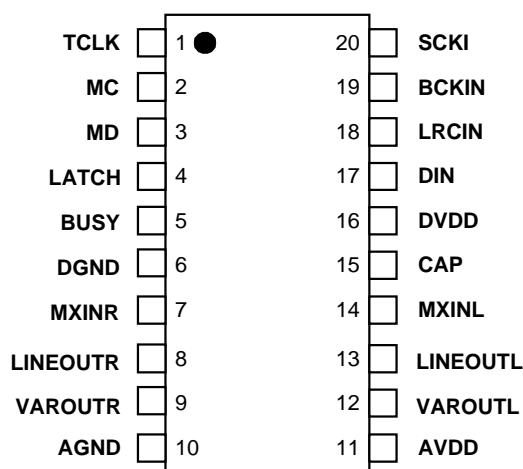 TCLK 1 20 SCKI
MC 2 19 BCKIN
MD 3 18 LRCIN
LATCH 4 17 DIN
BUSY 5 16 DVDD
DGND 6 15 CAP
MXINR 7 14 MXINL
LINEOUTR 8 13 LINEOUTL
VAROUTR 9 12 VAROUTL
AGND 10 11 AVDD